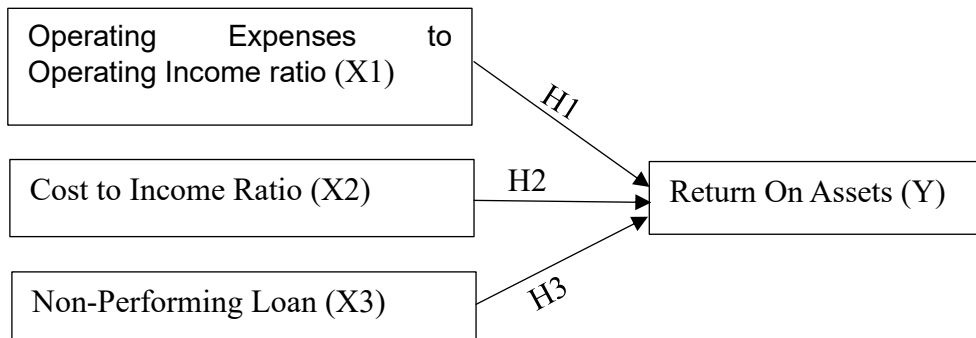 Operating Expenses to
Operating Income ratio (X1)
H1
Cost to Income Ratio (X2)
H2
Return On Assets (Y)
Non-Performing Loan (X3)
H3